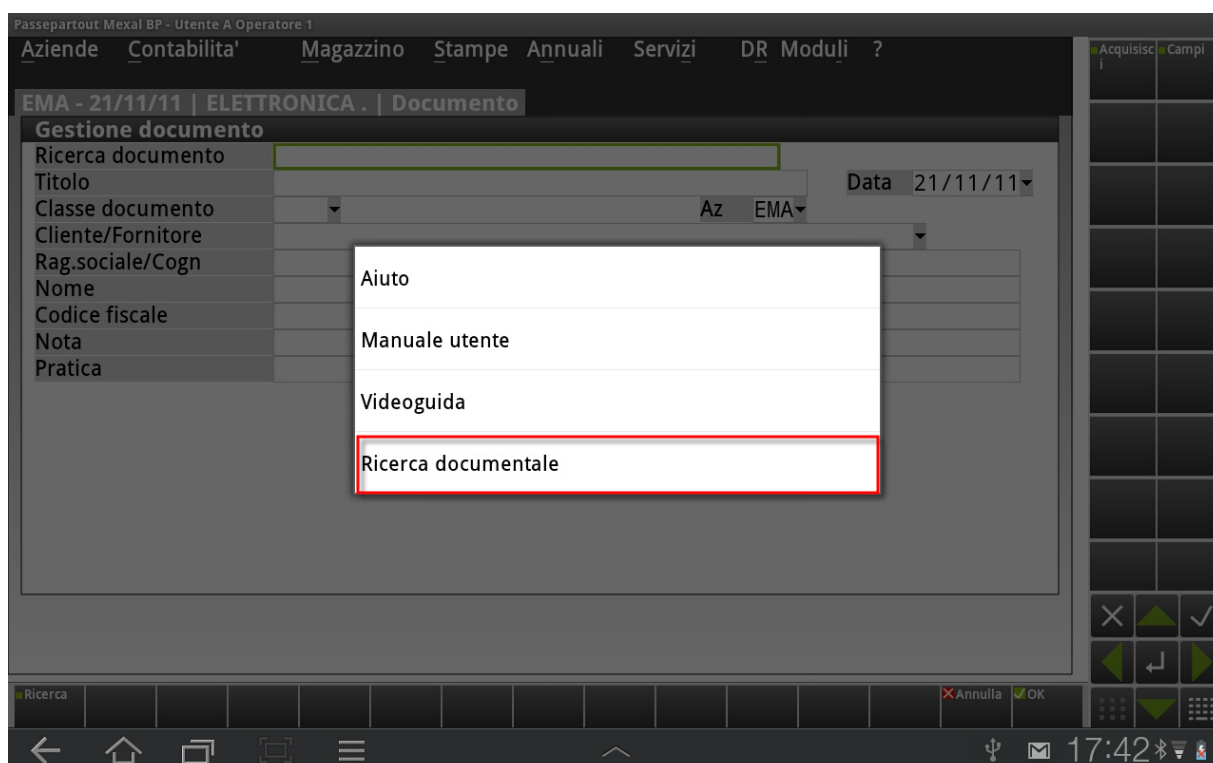 Passepartout Mexal BP - Utente A Operatore 1
Aziende Contabilita' Magazzino Stampe Annuali Servizi DR Moduli ?
Acquisisc Campi
i
EMA - 21/11/11 | ELETTRONICA . | Documento
Gestione documento
Ricerca documento
Titolo Data 21/11/11
Classe documento Az EMA
Cliente/Fornitore
Rag.sociale/Cogn
Nome
Codice fiscale
Nota
Pratica
Aiuto
Manuale utente
Videoguida
Ricerca documentale
Ricerca Annulla OK
17:42